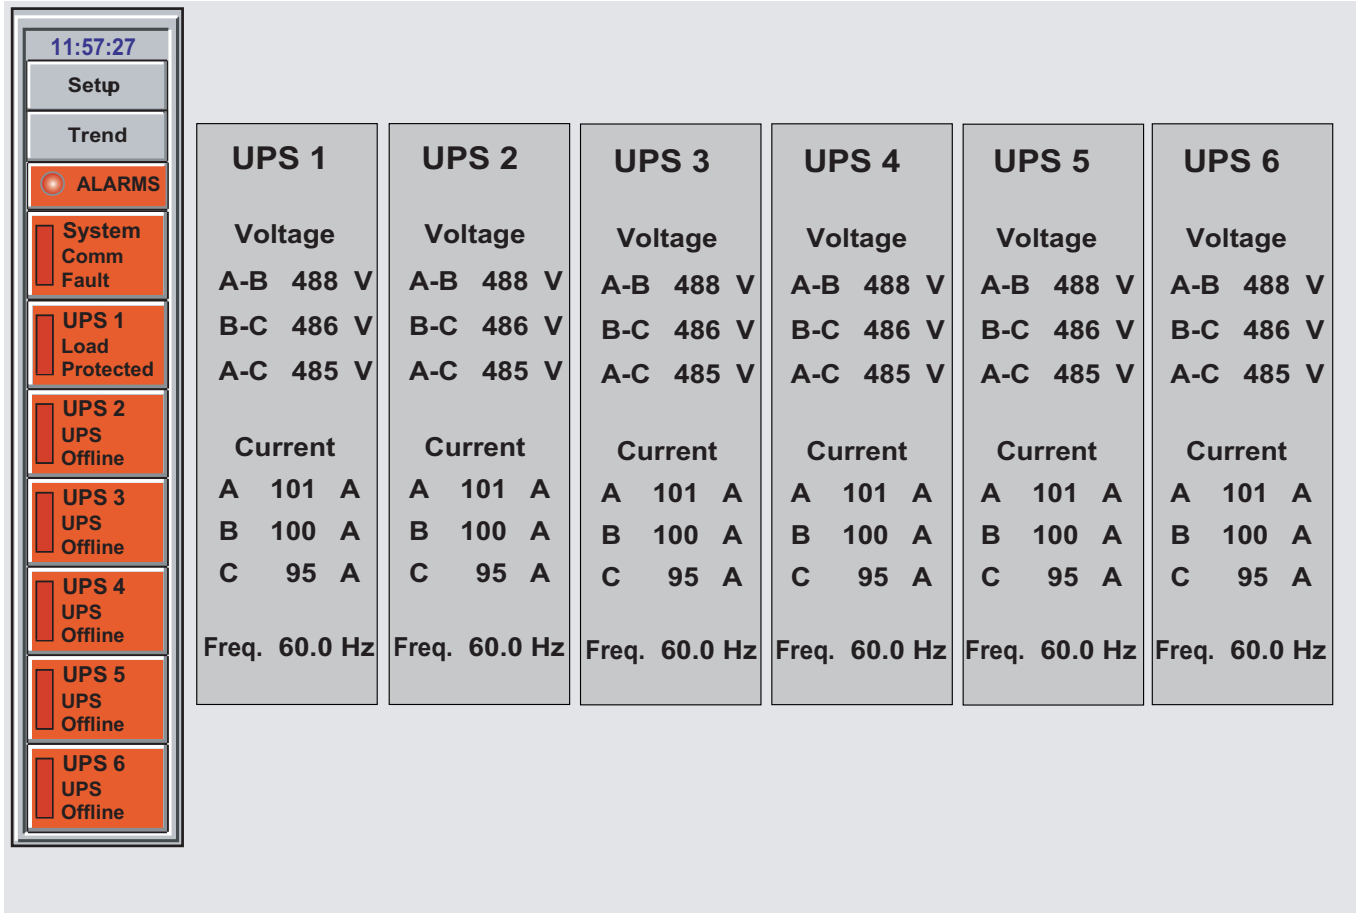 11:57:27
Setup
Trend
ALARMS
System
Comm
Fault
UPS 1
Load
Protected
UPS 2
UPS
Offline
UPS 3
UPS
Offline
UPS 4
UPS
Offline
UPS 5
UPS
Offline
UPS 6
UPS
Offline
UPS 1
Voltage
A-B 488 V
B-C 486 V
A-C 485 V
Current
A 101 A
B 100 A
C 95 A
Freq. 60.0 Hz
UPS 2
Voltage
A-B 488 V
B-C 486 V
A-C 485 V
Current
A 101 A
B 100 A
C 95 A
Freq. 60.0 Hz
UPS 3
Voltage
A-B 488 V
B-C 486 V
A-C 485 V
Current
A 101 A
B 100 A
C 95 A
Freq. 60.0 Hz
UPS 4
Voltage
A-B 488 V
B-C 486 V
A-C 485 V
Current
A 101 A
B 100 A
C 95 A
Freq. 60.0 Hz
UPS 5
Voltage
A-B 488 V
B-C 486 V
A-C 485 V
Current
A 101 A
B 100 A
C 95 A
Freq. 60.0 Hz
UPS 6
Voltage
A-B 488 V
B-C 486 V
A-C 485 V
Current
A 101 A
B 100 A
C 95 A
Freq. 60.0 Hz